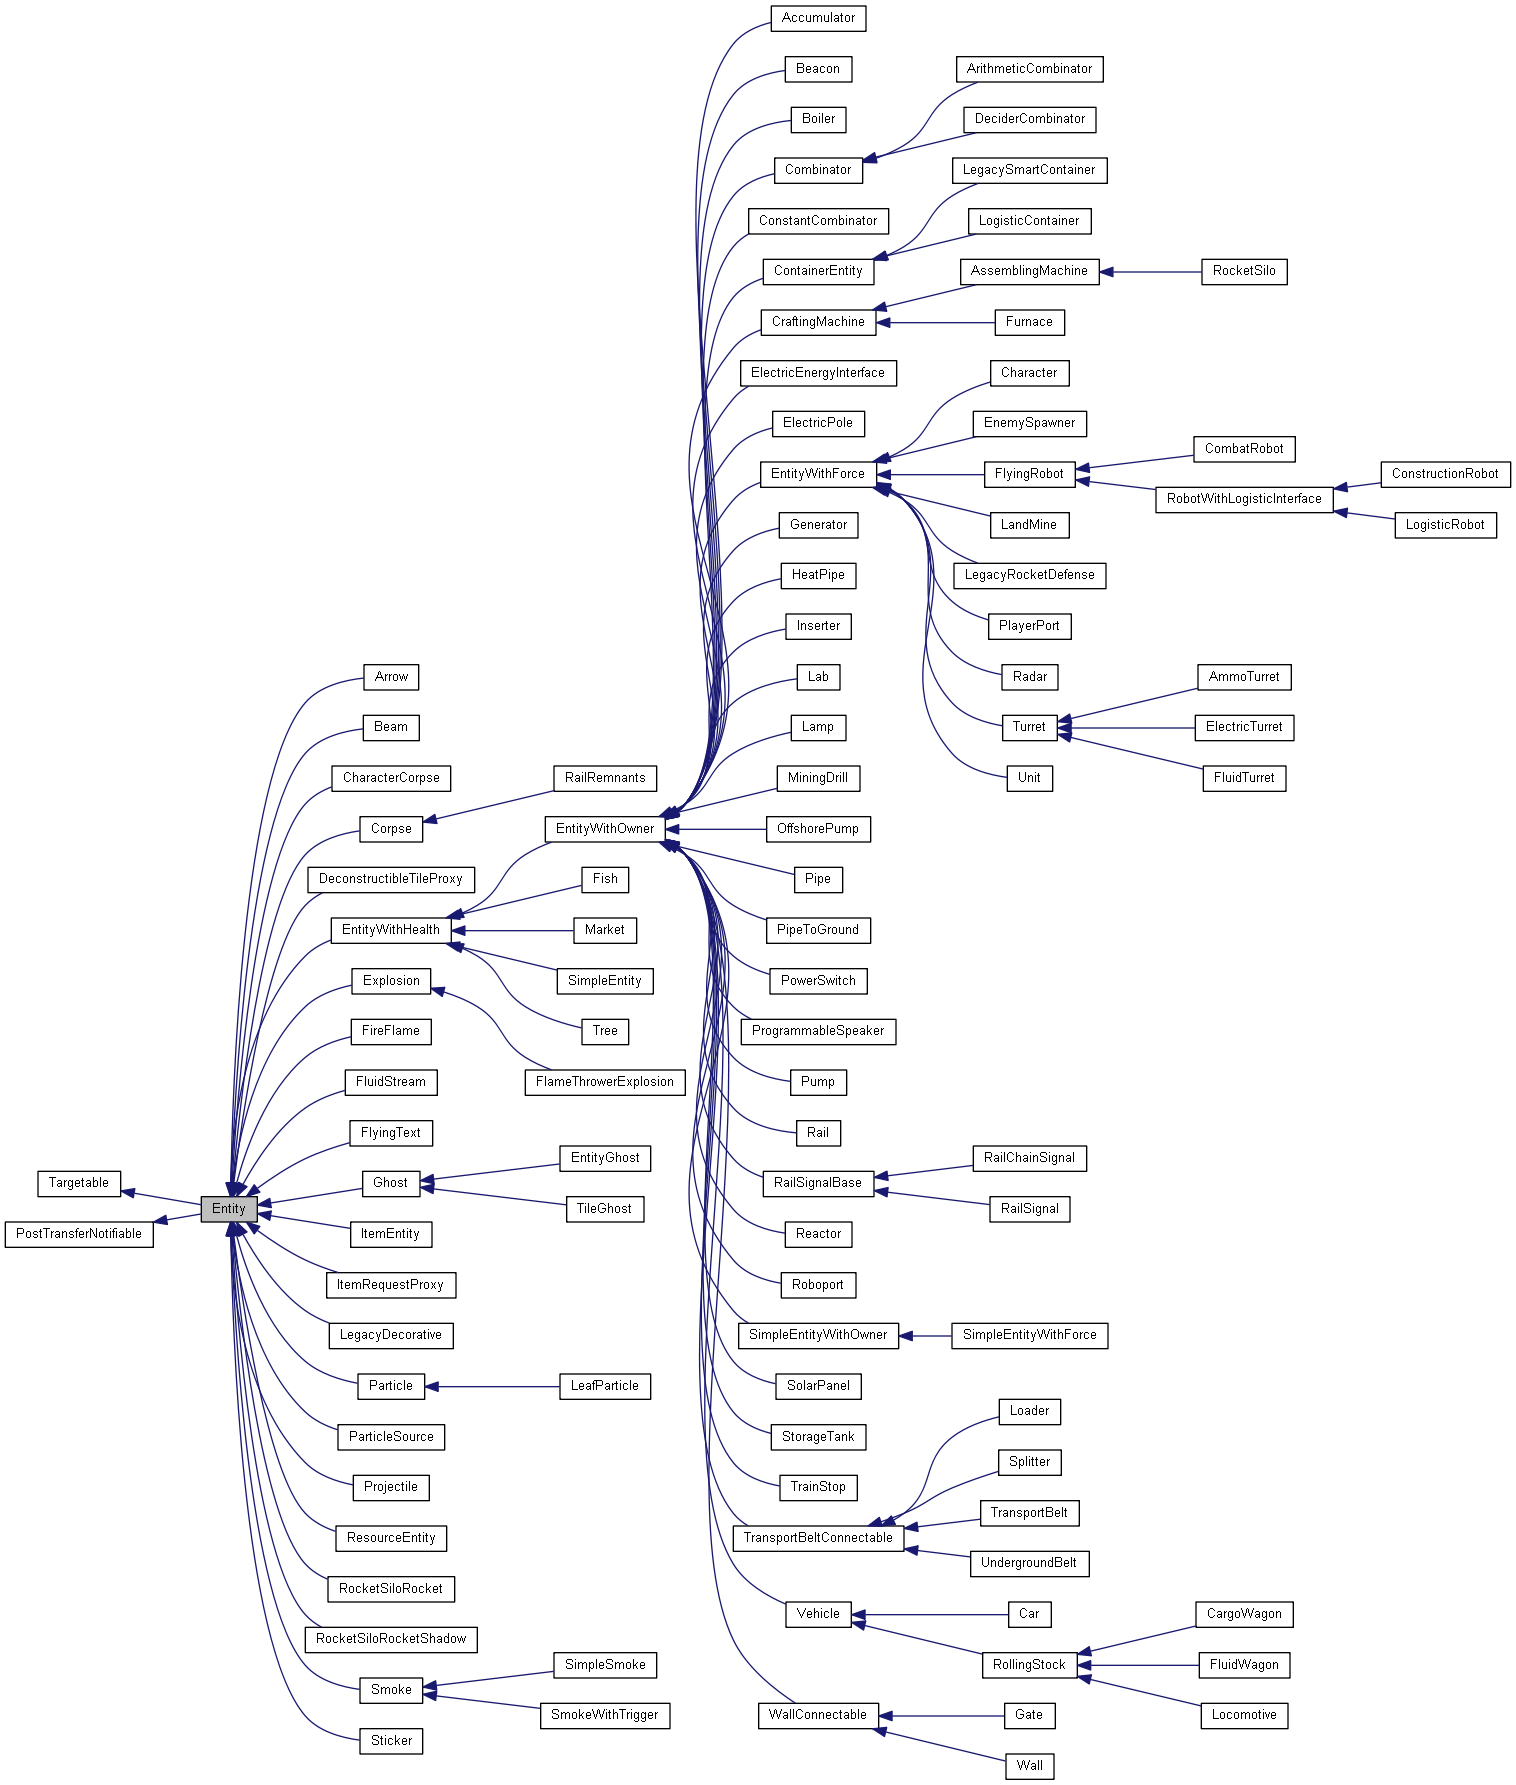 Accumulator
Beacon
ArithmeticCombinator
Boiler
DeciderCombinator
Combinator
LegacySmartContainer
ConstantCombinator
LogisticContainer
ContainerEntity
AssemblingMachine
RocketSilo
CraftingMachine
Furnace
ElectricEnergyInterface
Character
ElectricPole
EnemySpawner
CombatRobot
EntityWithForce
FlyingRobot
ConstructionRobot
RobotWithLogisticInterface
Generator
LandMine
LogisticRobot
HeatPipe
LegacyRocketDefense
Inserter
PlayerPort
Arrow
Lab
Radar
AmmoTurret
Beam
Lamp
Turret
ElectricTurret
CharacterCorpse
RailRemnants
MiningDrill
Unit
FluidTurret
Corpse
EntityWithOwner
OffshorePump
DeconstructibleTileProxy
Fish
Pipe
EntityWithHealth
Market
PipeToGround
Explosion
SimpleEntity
PowerSwitch
FireFlame
Tree
ProgrammableSpeaker
FluidStream
FlameThrowerExplosion
Pump
FlyingText
Rail
EntityGhost
RailChainSignal
Targetable
Ghost
RailSignalBase
Entity
TileGhost
RailSignal
PostTransferNotifiable
ItemEntity
Reactor
ItemRequestProxy
Roboport
LegacyDecorative
SimpleEntityWithOwner
SimpleEntityWithForce
Particle
LeafParticle
SolarPanel
Loader
ParticleSource
StorageTank
Splitter
Projectile
TrainStop
TransportBelt
ResourceEntity
TransportBeltConnectable
UndergroundBelt
RocketSiloRocket
Vehicle
Car
CargoWagon
RocketSiloRocketShadow
SimpleSmoke
RollingStock
FluidWagon
Smoke
SmokeWithTrigger
WallConnectable
Gate
Locomotive
Sticker
Wall